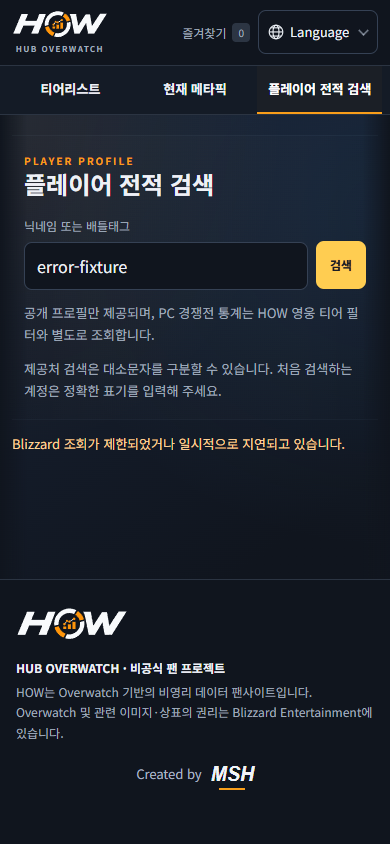 HOW
HUB OVERWATCH
즐겨찾기 0
Language
티어리스트 현재 메타픽 플레이어 전적 검색
PLAYER PROFILE
플레이어 전적 검색
닉네임 또는 배틀태그
error-fixture 검색
공개 프로필만 제공되며, PC 경쟁전 통계는 HOW 영웅 티어 필
터와 별도로 조회합니다.
제공처 검색은 대소문자를 구분할 수 있습니다. 처음 검색하는
계정은 정확한 표기를 입력해 주세요.
Blizzard 조회가 제한되었거나 일시적으로 지연되고 있습니다.
HOW
HUB OVERWATCH · 비공식 팬 프로젝트
HOW는 Overwatch 기반의 비영리 데이터 팬사이트입니다.
Overwatch 및 관련 이미지·상표의 권리는 Blizzard Entertainment에
있습니다.
Created by MSH